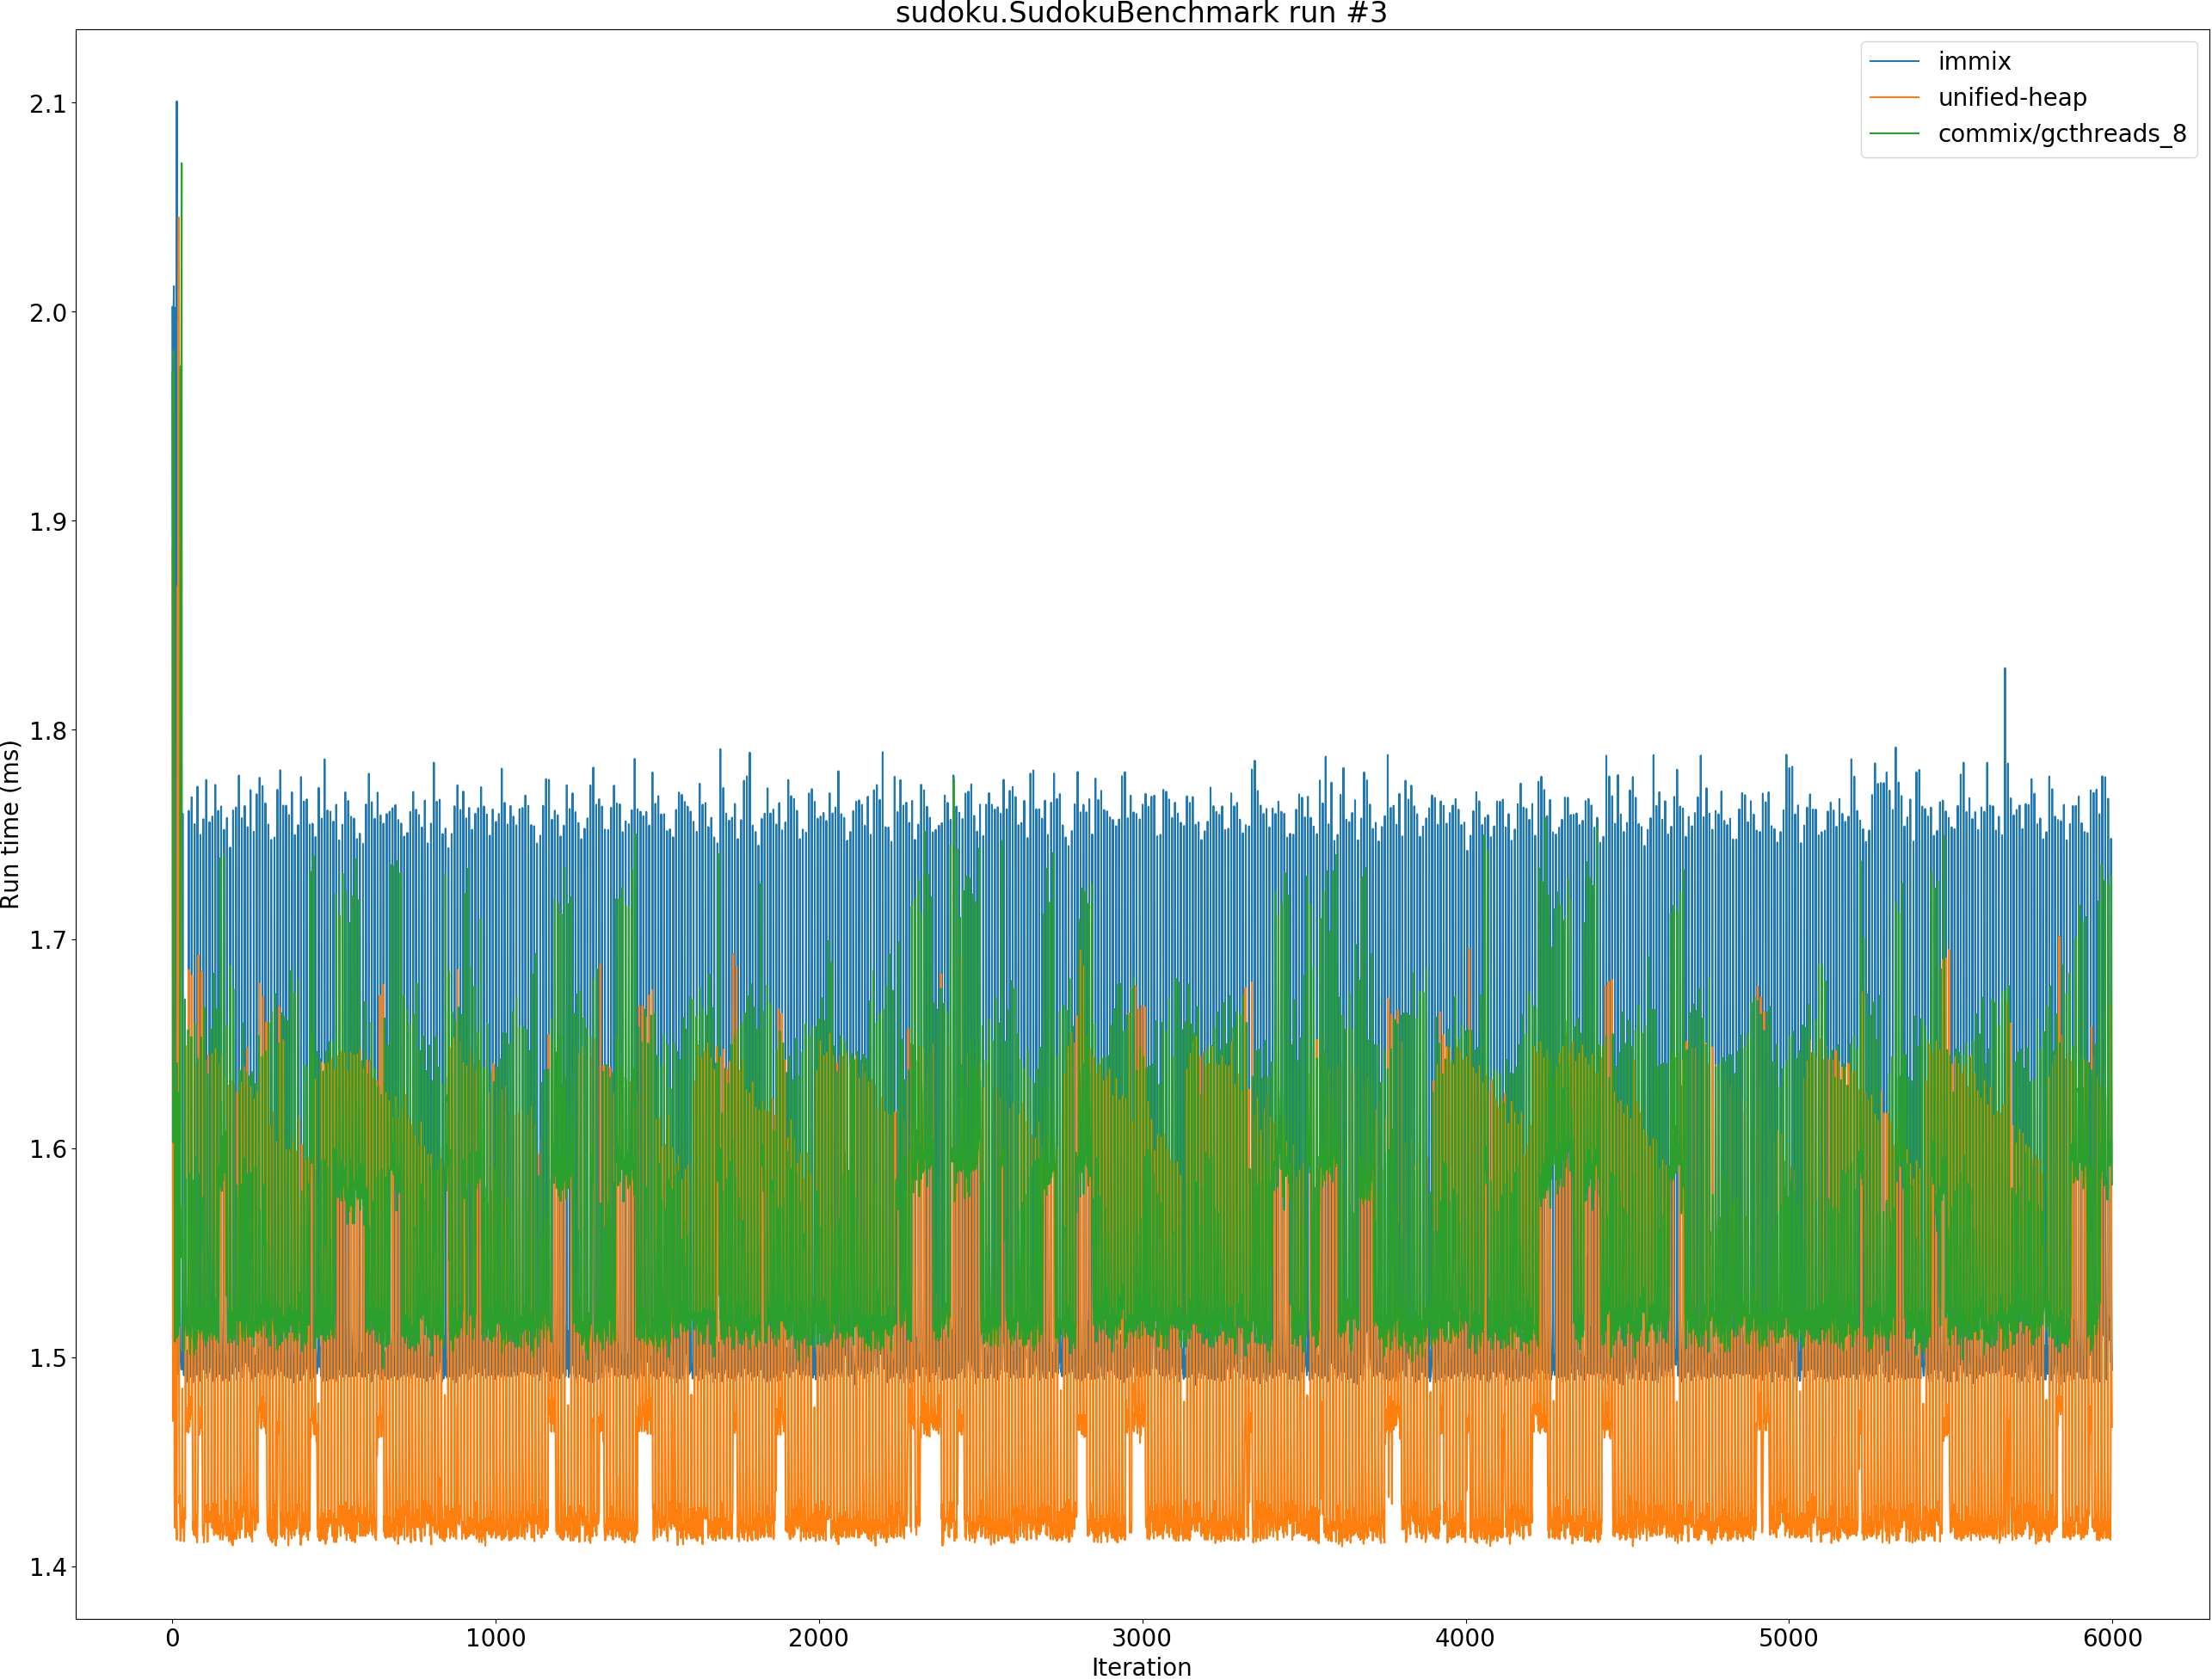 sudoku.SudokuBenchmark run #3
immix
unified-heap
commix/gcthreads_8
2.1
2.0
1.9
1.8
1.7
1.6
1.5
1.4
Run time (ms)
0 1000 2000 3000 4000 5000 6000
Iteration